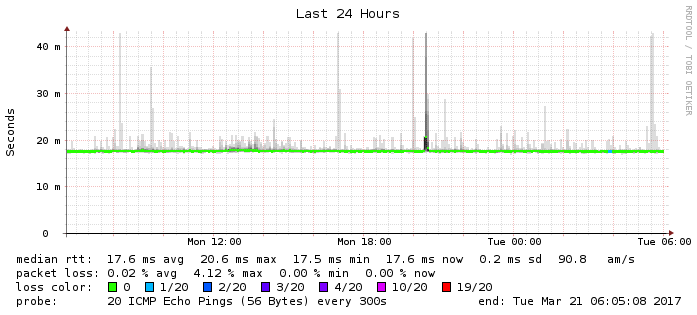 Last 24 Hours
RRDTOOL / TOBI OETIKER
Seconds
40 m
30 m
20 m
10 m
0
Mon 12:00 Mon 18:00 Tue 00:00 Tue 06:00
median rtt: 17.6 ms avg 20.6 ms max 17.5 ms min 17.6 ms now 0.2 ms sd 90.8 am/s
packet loss: 0.02 % avg 4.12 % max 0.00 % min 0.00 % now
loss color: 0 1/20 2/20 3/20 4/20 10/20 19/20
probe: 20 ICMP Echo Pings (56 Bytes) every 300s end: Tue Mar 21 06:05:08 2017